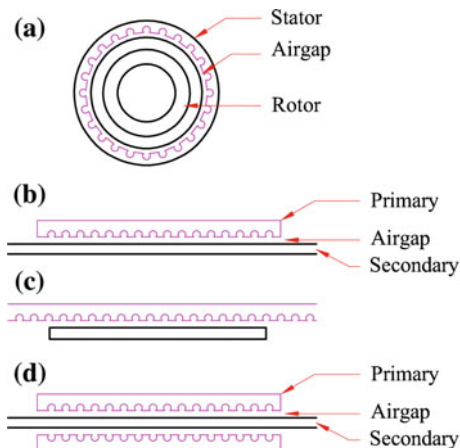 (a)
Stator
Airgap
Rotor
(b)
Primary
Airgap
Secondary
(c)
(d)
Primary
Airgap
Secondary